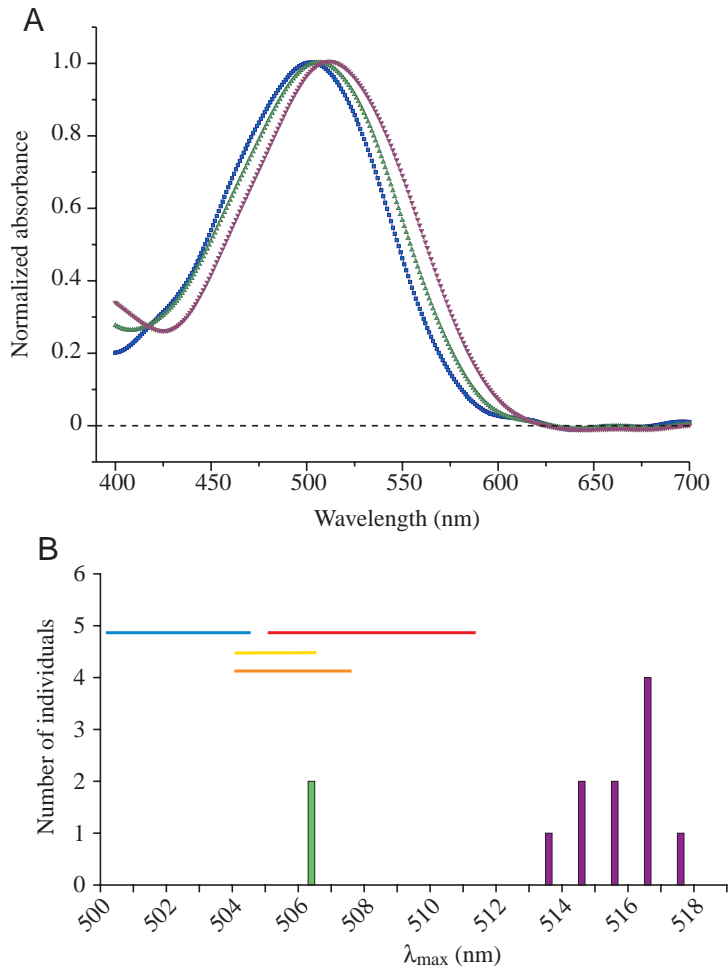 A
1.0
0.8
0.6
0.4
0.2
0
Normalized absorbance
400 450 500 550 600 650 700
Wavelength (nm)
B
6
5
4
3
2
1
0
Number of individuals
500 502 504 506 508 510 512 514 516 518
λmax (nm)